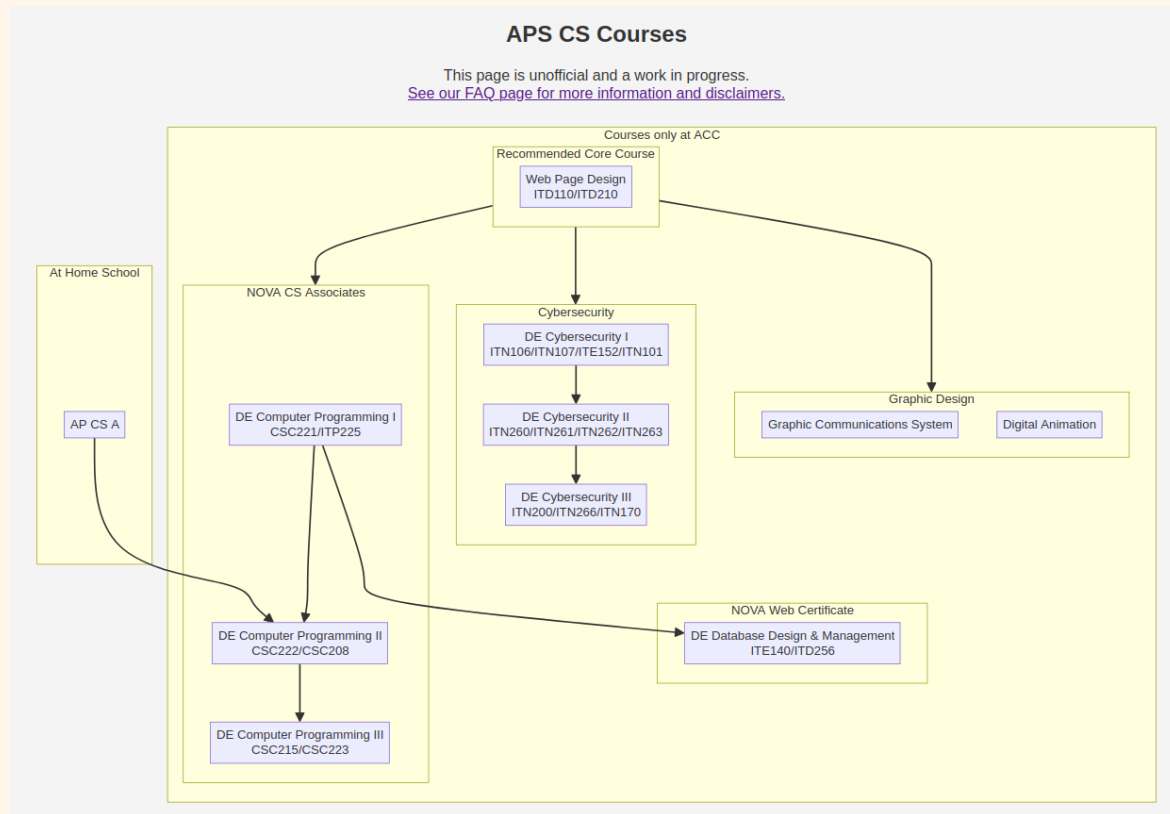 APS CS Courses
This page is unofficial and a work in progress.
See our FAQ page for more information and disclaimers.
Courses only at ACC
Recommended Core Course
Web Page Design
ITD110/ITD210
At Home School
AP CS A
NOVA CS Associates
DE Computer Programming I
CSC221/ITP225
DE Computer Programming II
CSC222/CSC208
DE Computer Programming III
CSC215/CSC223
Cybersecurity
DE Cybersecurity I
ITN106/ITN107/ITE152/ITN101
DE Cybersecurity II
ITN260/ITN261/ITN262/ITN263
DE Cybersecurity III
ITN200/ITN266/ITN170
Graphic Design
Graphic Communications System
Digital Animation
NOVA Web Certificate
DE Database Design & Management
ITE140/ITD256